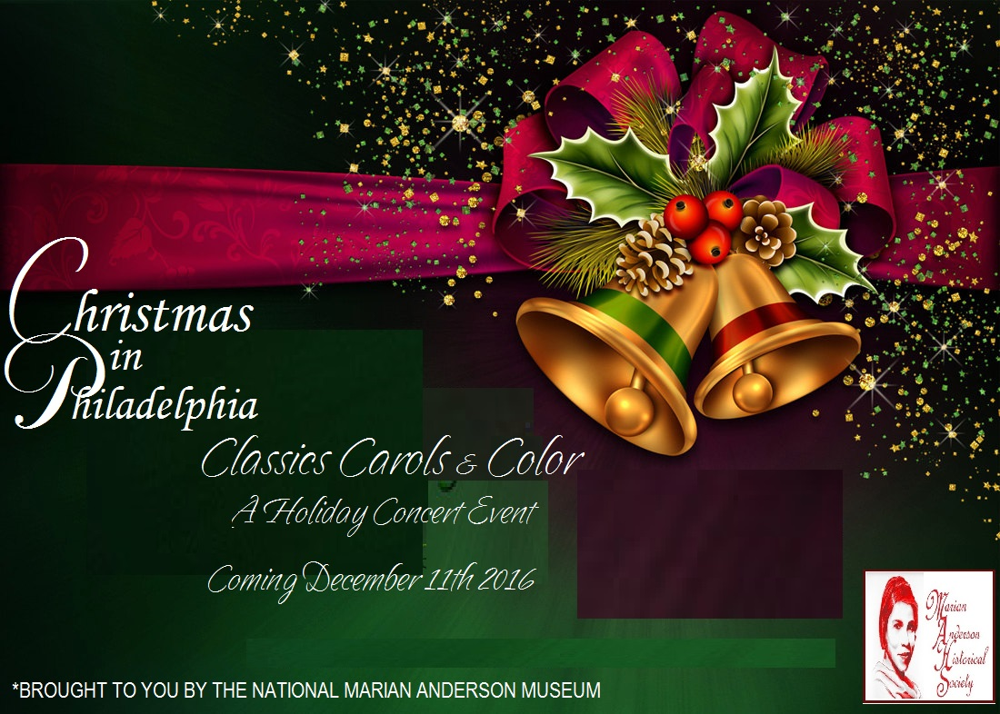 Christmas
in
Philadelphia
Classics Carols & Color
A Holiday Concert Event
Coming December 11th 2016
*BROUGHT TO YOU BY THE NATIONAL MARIAN ANDERSON MUSEUM
Marian
Anderson
Historical
Society